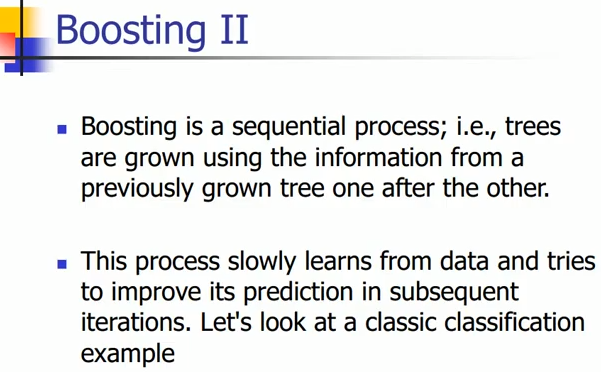 Boosting II
Boosting is a sequential process; i.e., trees
are grown using the information from a
previously grown tree one after the other.
This process slowly learns from data and tries
to improve its prediction in subsequent
iterations. Let's look at a classic classification
example